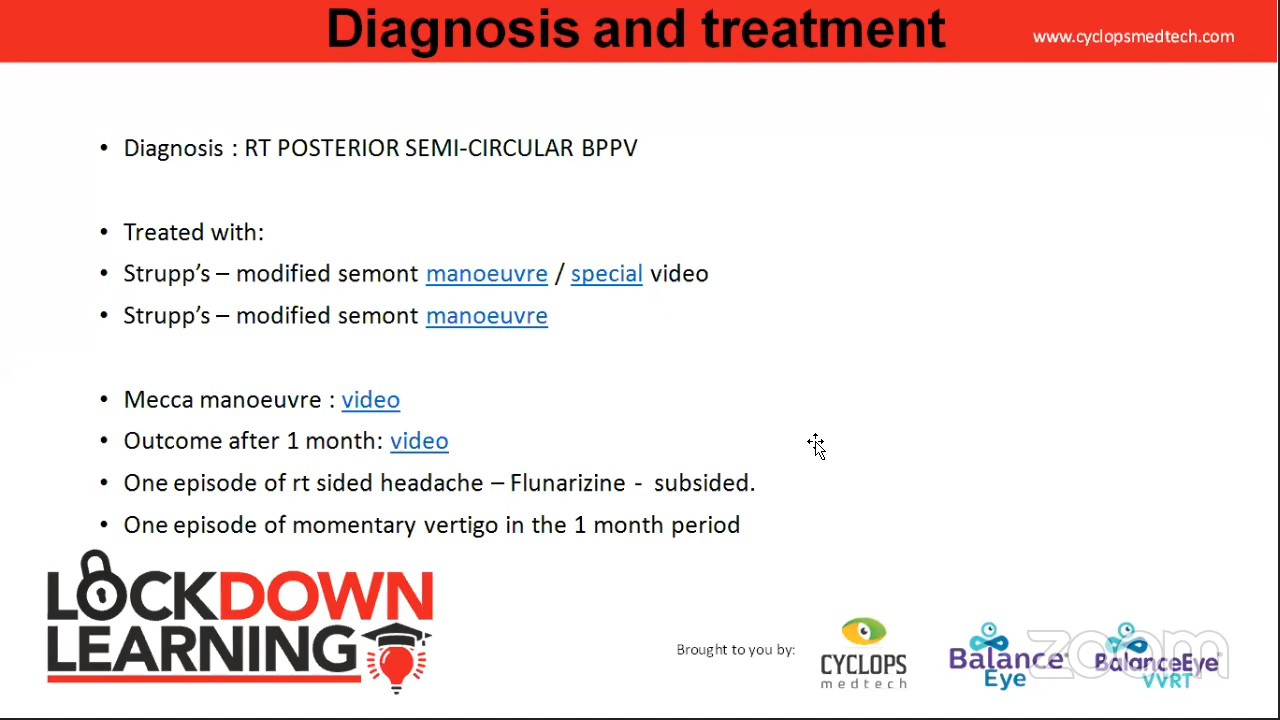 Diagnosis and treatment
www.cyclopsmedtech.com
• Diagnosis : RT POSTERIOR SEMI-CIRCULAR BPPV
• Treated with:
• Strupp's – modified semont manoeuvre / special video
• Strupp's – modified semont manoeuvre
• Mecca manoeuvre : video
• Outcome after 1 month: video
• One episode of rt sided headache – Flunarizine - subsided.
• One episode of momentary vertigo in the 1 month period
LOCKDOWN
LEARNING
Brought to you by:
CYCLOPS
medtech
Balance
Eye
BalanceEye
VVRT
zoom